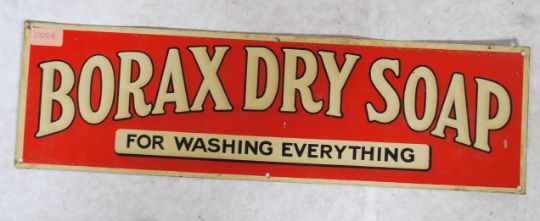 BORAX DRY SOAP
FOR WASHING EVERYTHING